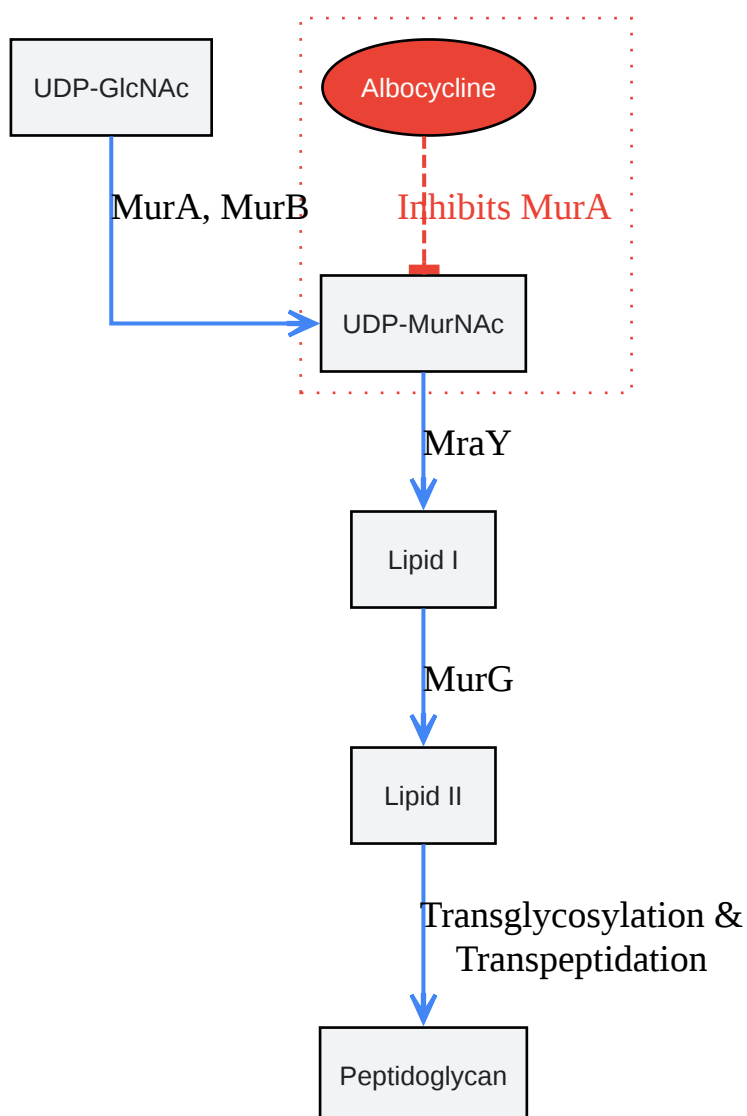 UDP-GlcNAc
Albocycline
MurA, MurB
Inhibits MurA
UDP-MurNAc
MraY
Lipid I
MurG
Lipid II
Transglycosylation &
Transpeptidation
Peptidoglycan